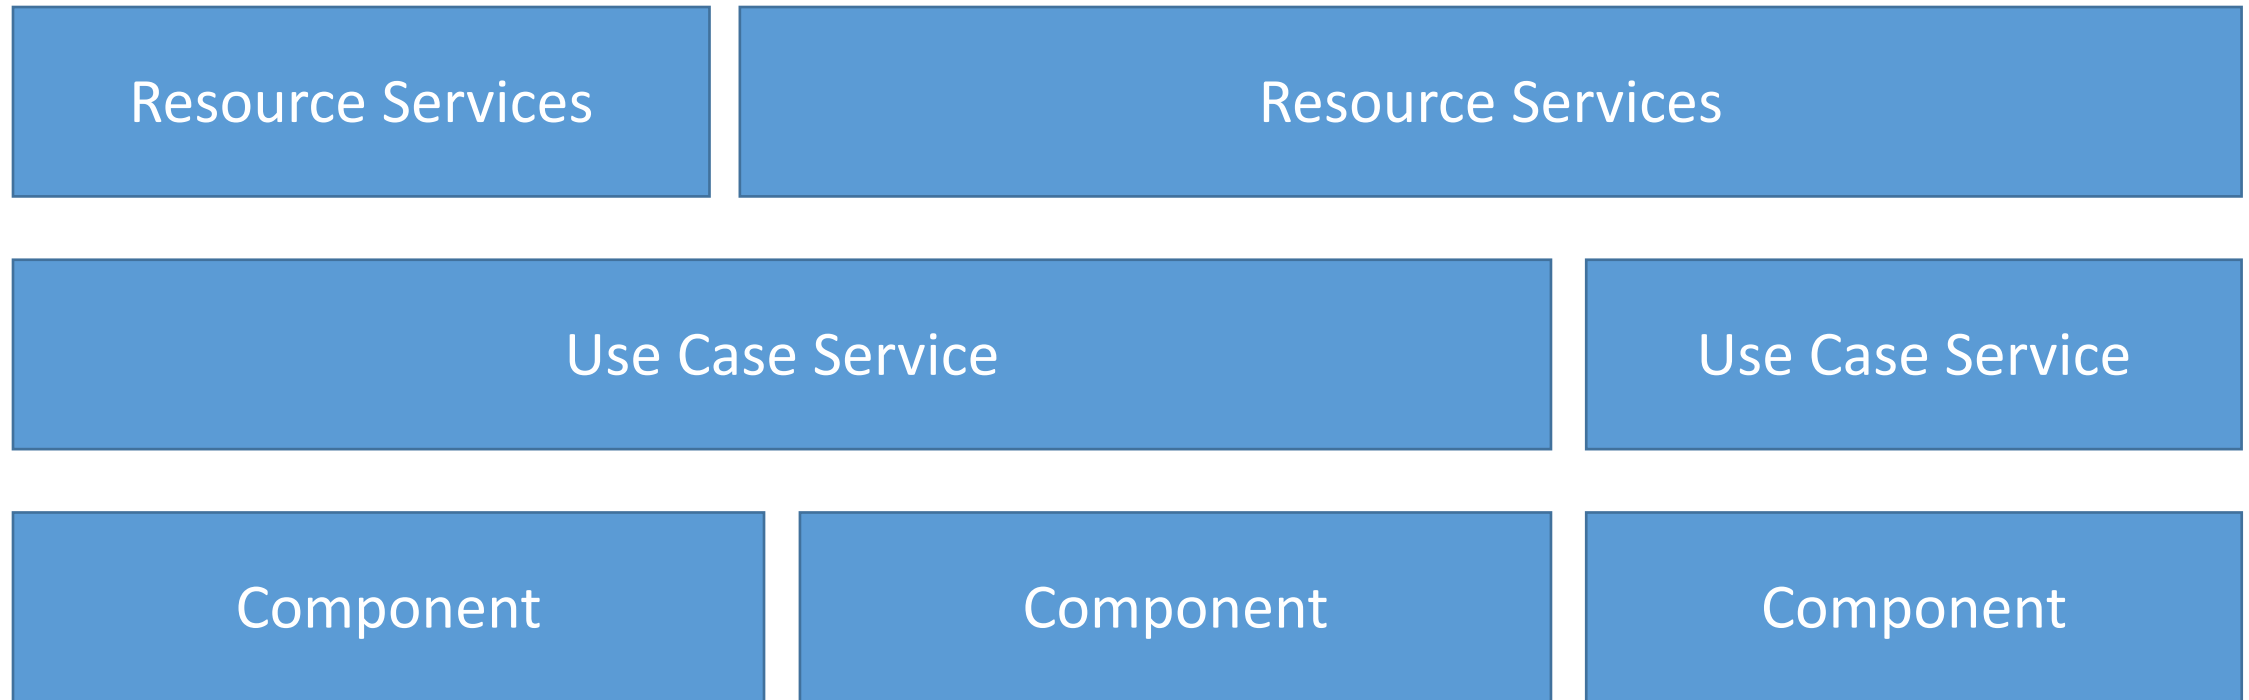 Resource Services
Resource Services
Use Case Service
Use Case Service
Component
Component
Component